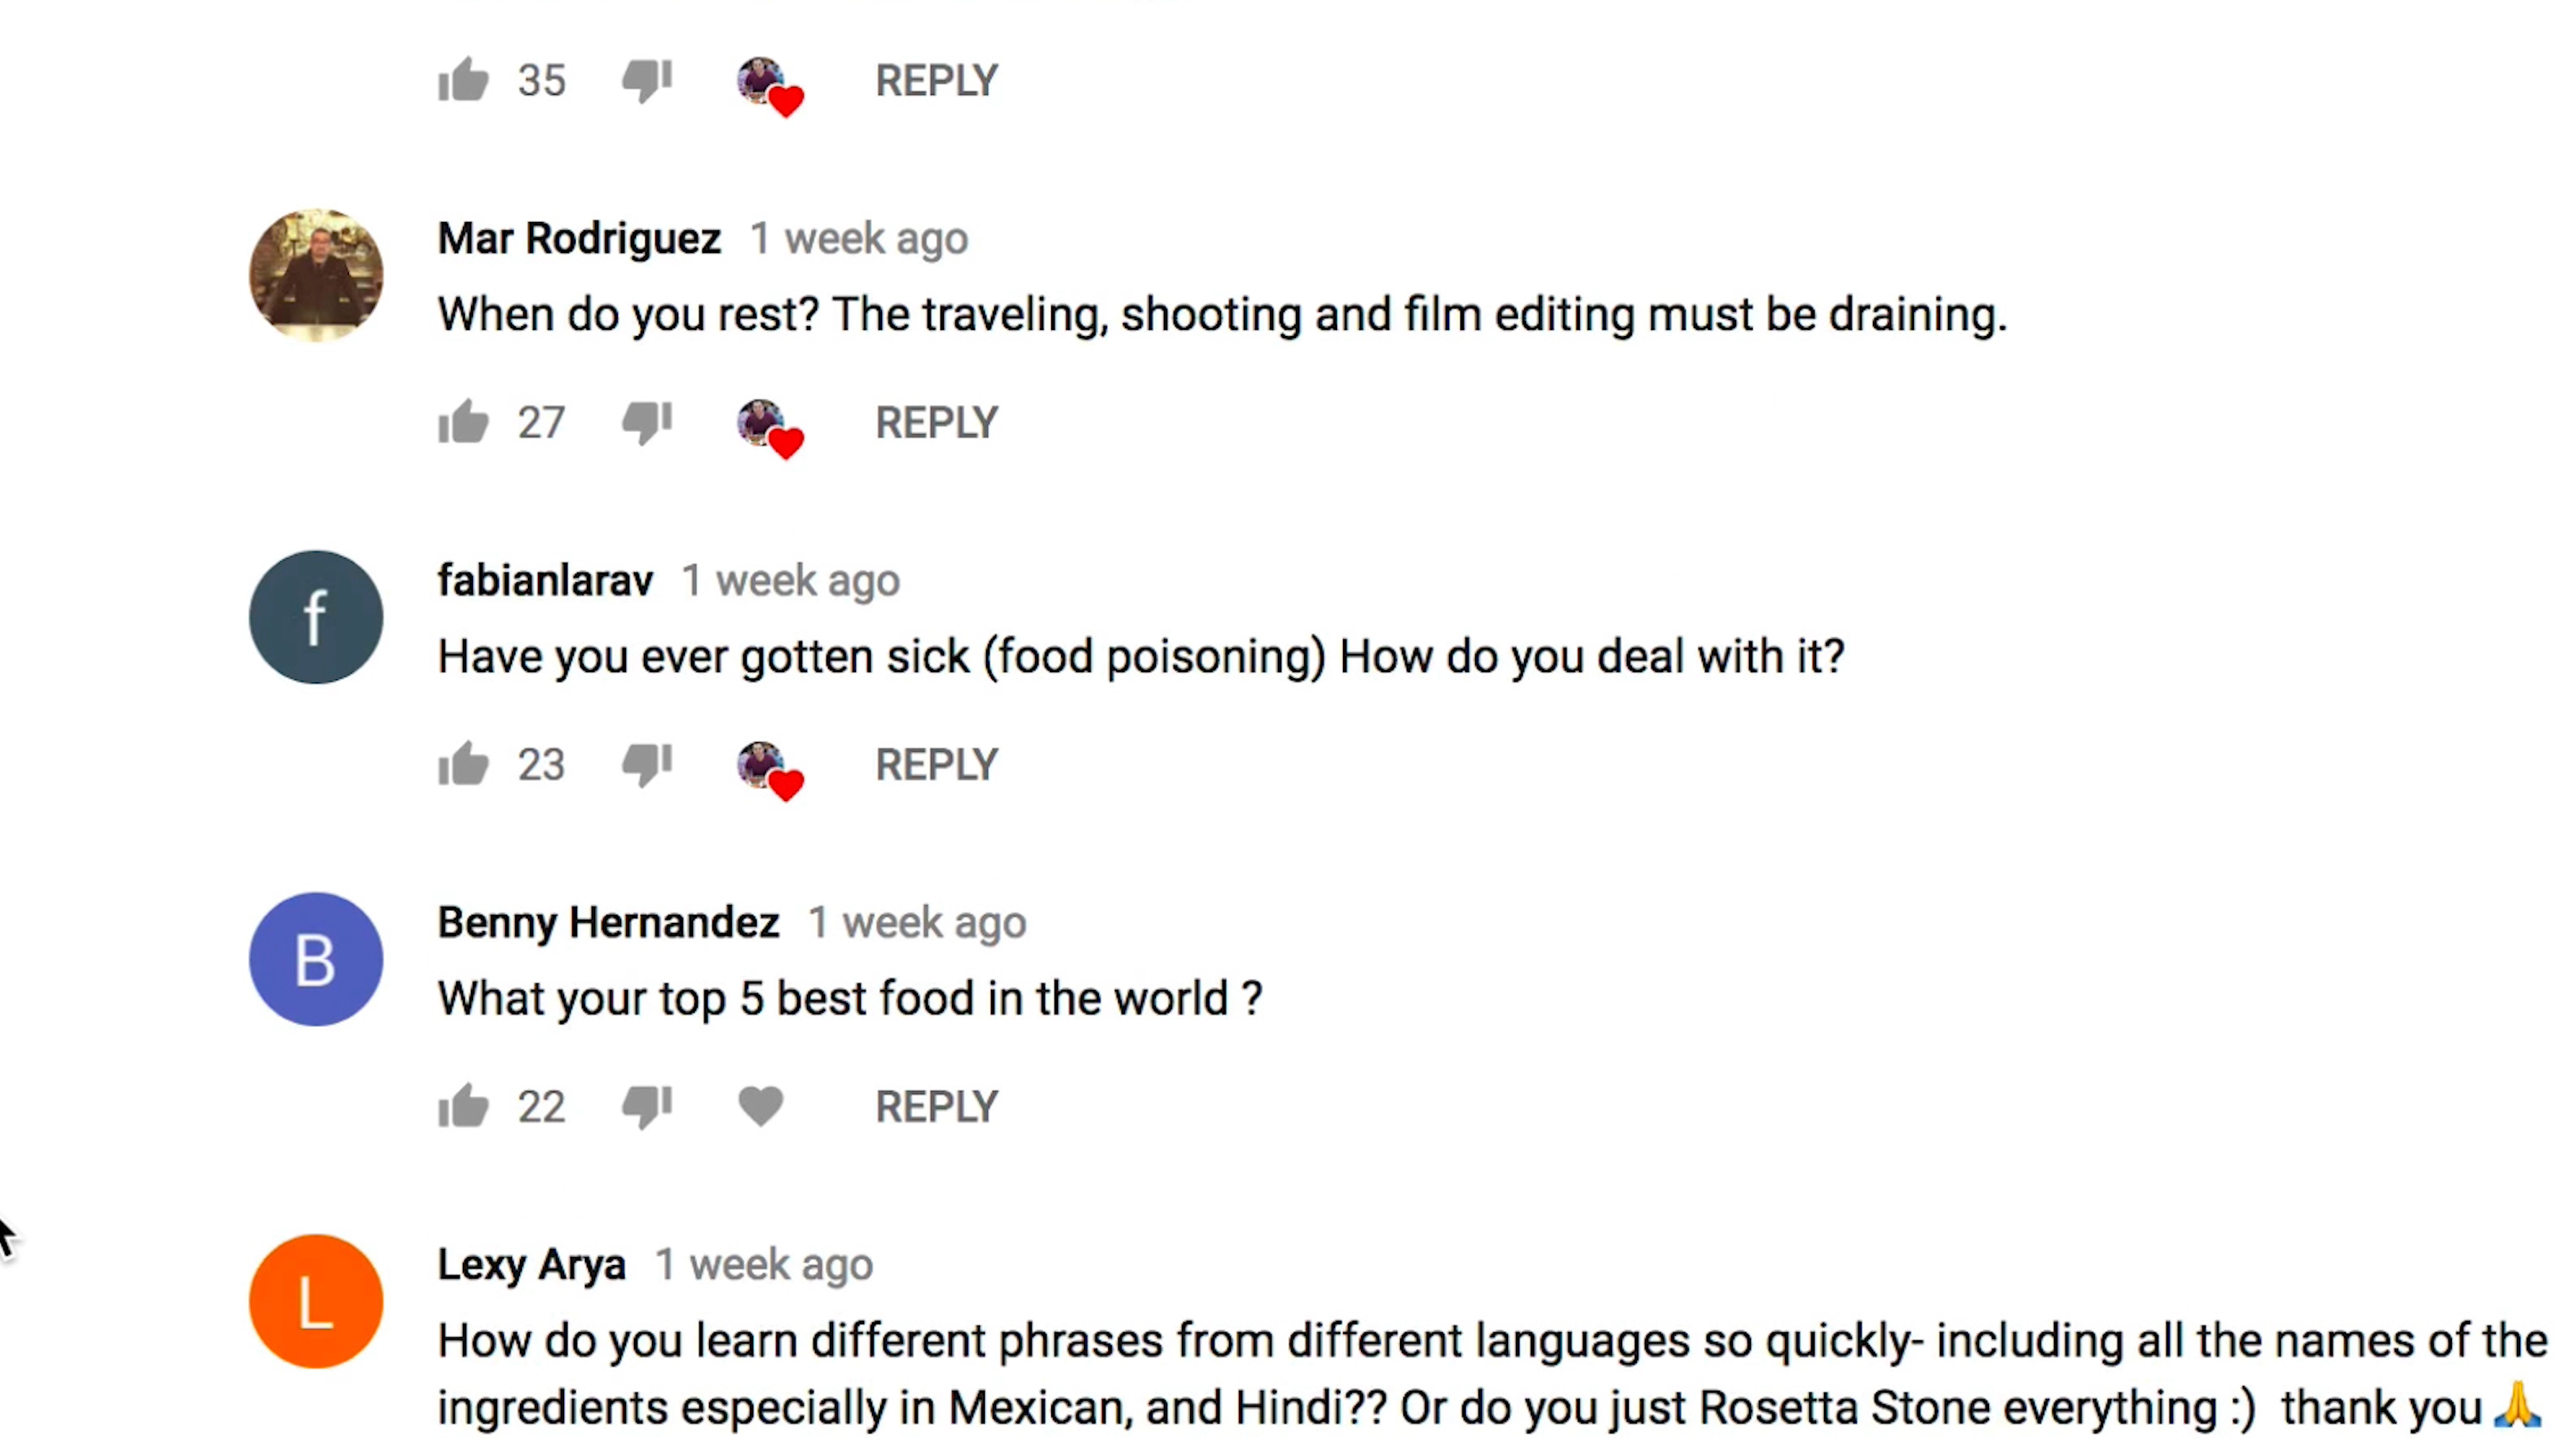 35 REPLY
Mar Rodriguez 1 week ago
When do you rest? The traveling, shooting and film editing must be draining.
27 REPLY
f
fabianlarav 1 week ago
Have you ever gotten sick (food poisoning) How do you deal with it?
23 REPLY
B
Benny Hernandez 1 week ago
What your top 5 best food in the world ?
22 REPLY
L
Lexy Arya 1 week ago
How do you learn different phrases from different languages so quickly- including all the names of the
ingredients especially in Mexican, and Hindi?? Or do you just Rosetta Stone everything :) thank you 🙏